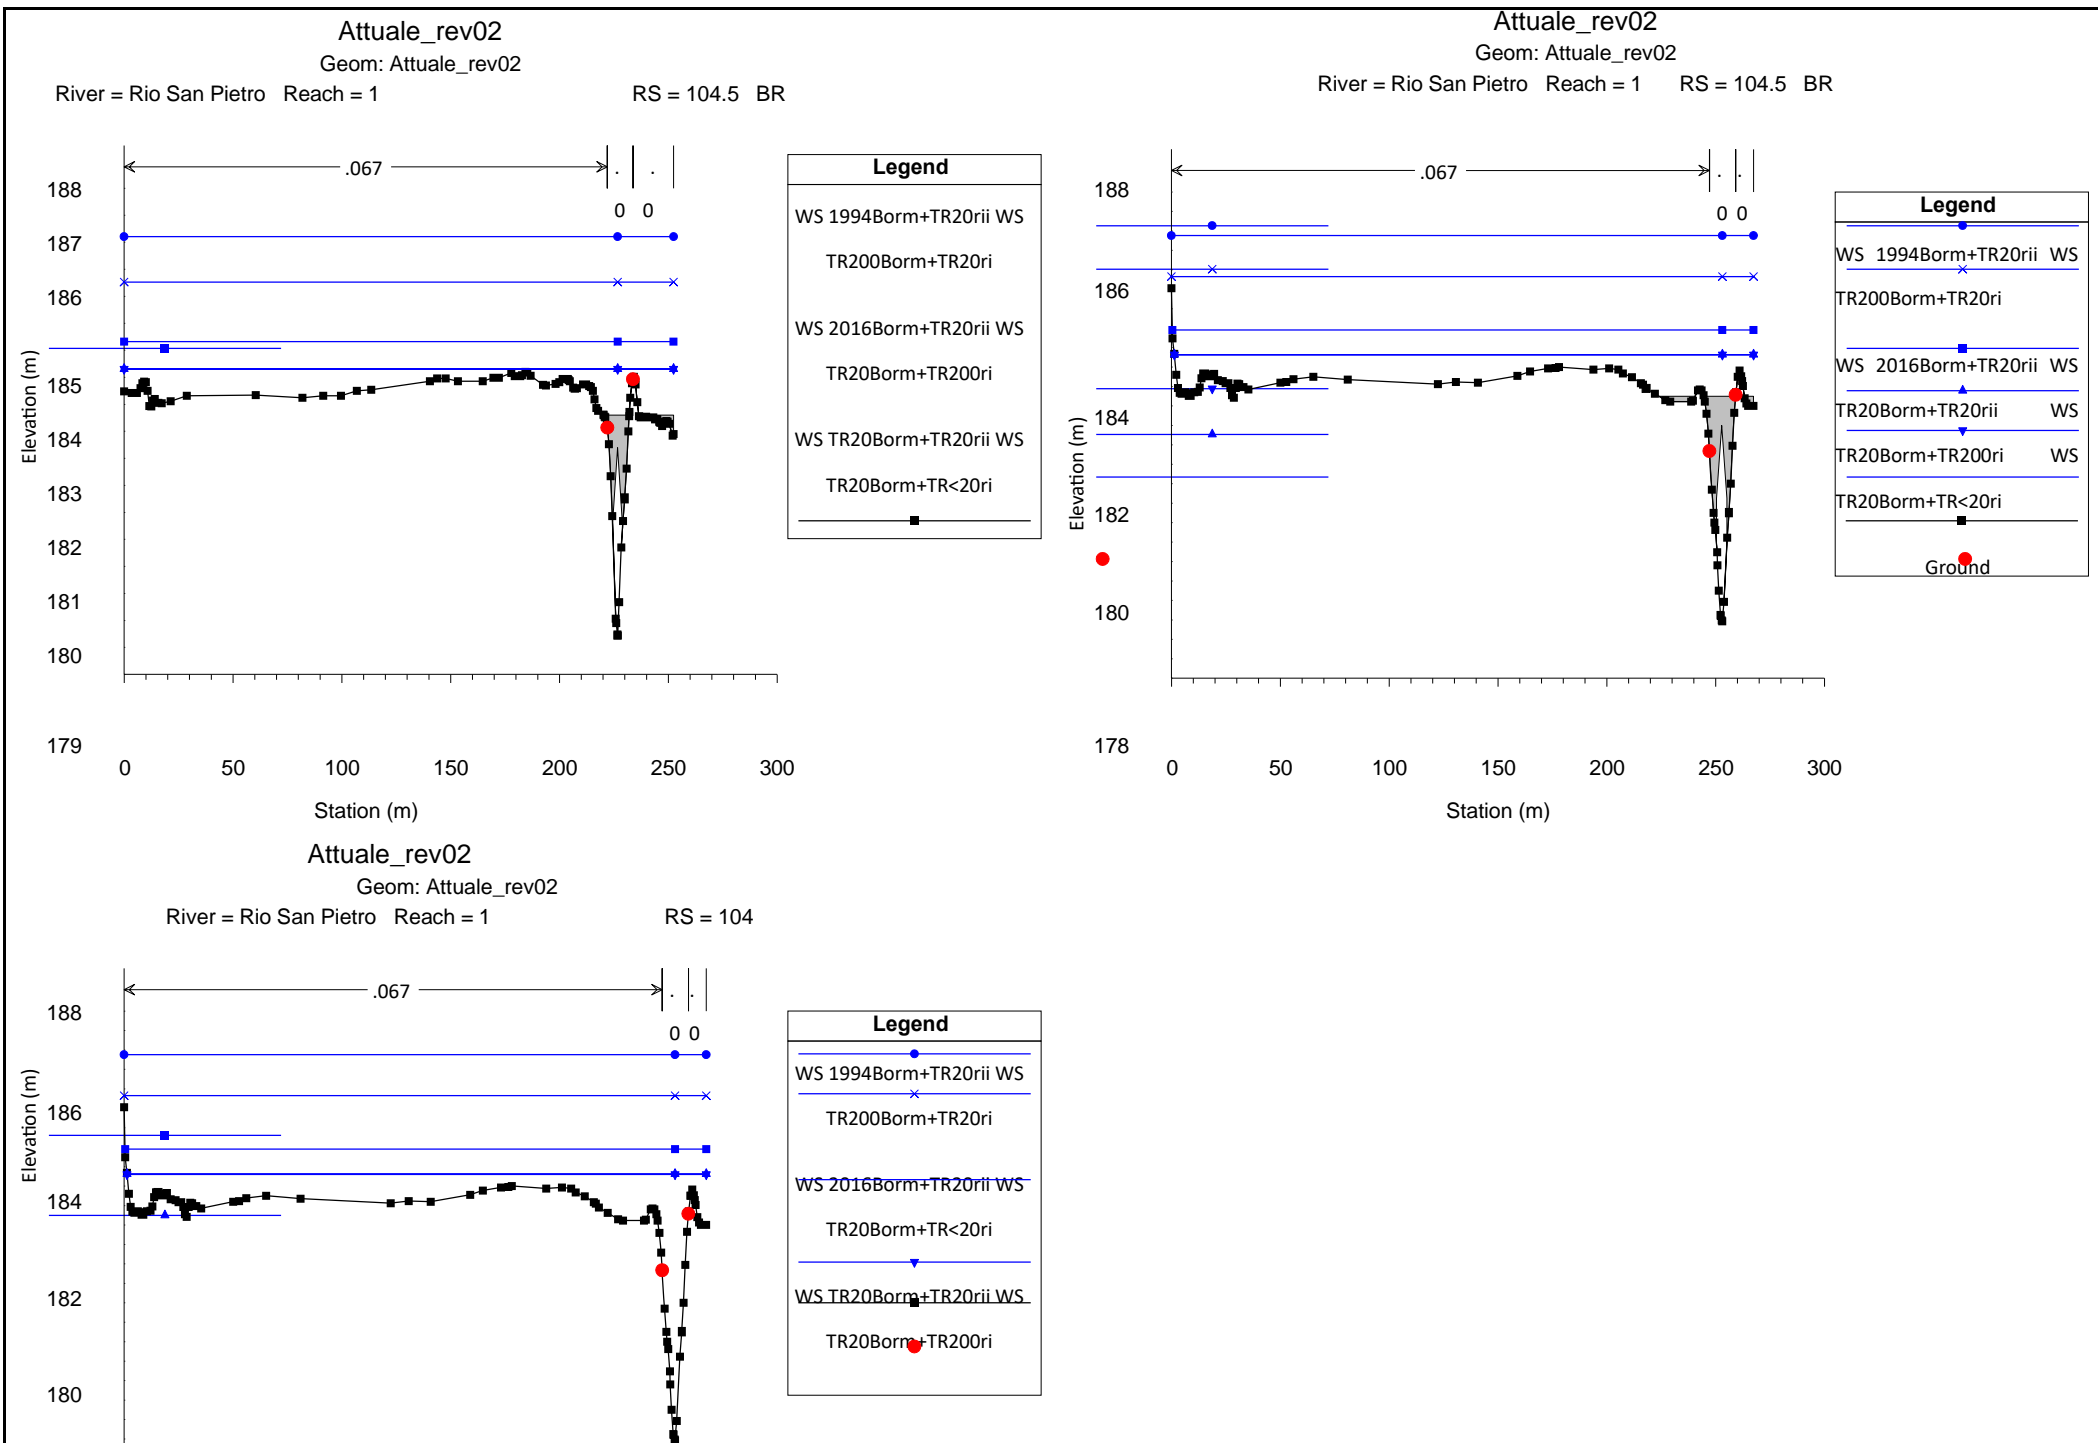 Attuale_rev02
Geom: Attuale_rev02
River = Rio San Pietro Reach = 1 RS = 104.5 BR
.067
. .
0 0
188
187
186
185
184
183
182
181
180
179
Elevation (m)
0 50 100 150 200 250 300
Station (m)
Legend
WS 1994Borm+TR20rii WS
TR200Borm+TR20ri
WS 2016Borm+TR20rii WS
TR20Borm+TR200ri
WS TR20Borm+TR20rii WS
TR20Borm+TR<20ri
Attuale_rev02
Geom: Attuale_rev02
River = Rio San Pietro Reach = 1 RS = 104.5 BR
.067
. .
0 0
188
186
184
182
180
178
Elevation (m)
0 50 100 150 200 250 300
Station (m)
Legend
WS 1994Borm+TR20rii WS
TR200Borm+TR20ri
WS 2016Borm+TR20rii WS
TR20Borm+TR20rii WS
TR20Borm+TR200ri WS
TR20Borm+TR<20ri
Ground
Attuale_rev02
Geom: Attuale_rev02
River = Rio San Pietro Reach = 1 RS = 104
.067
. .
0 0
188
186
184
182
180
Elevation (m)
Legend
WS 1994Borm+TR20rii WS
TR200Borm+TR20ri
WS 2016Borm+TR20rii WS
TR20Borm+TR<20ri
WS TR20Borm+TR20rii WS
TR20Borm+TR200ri